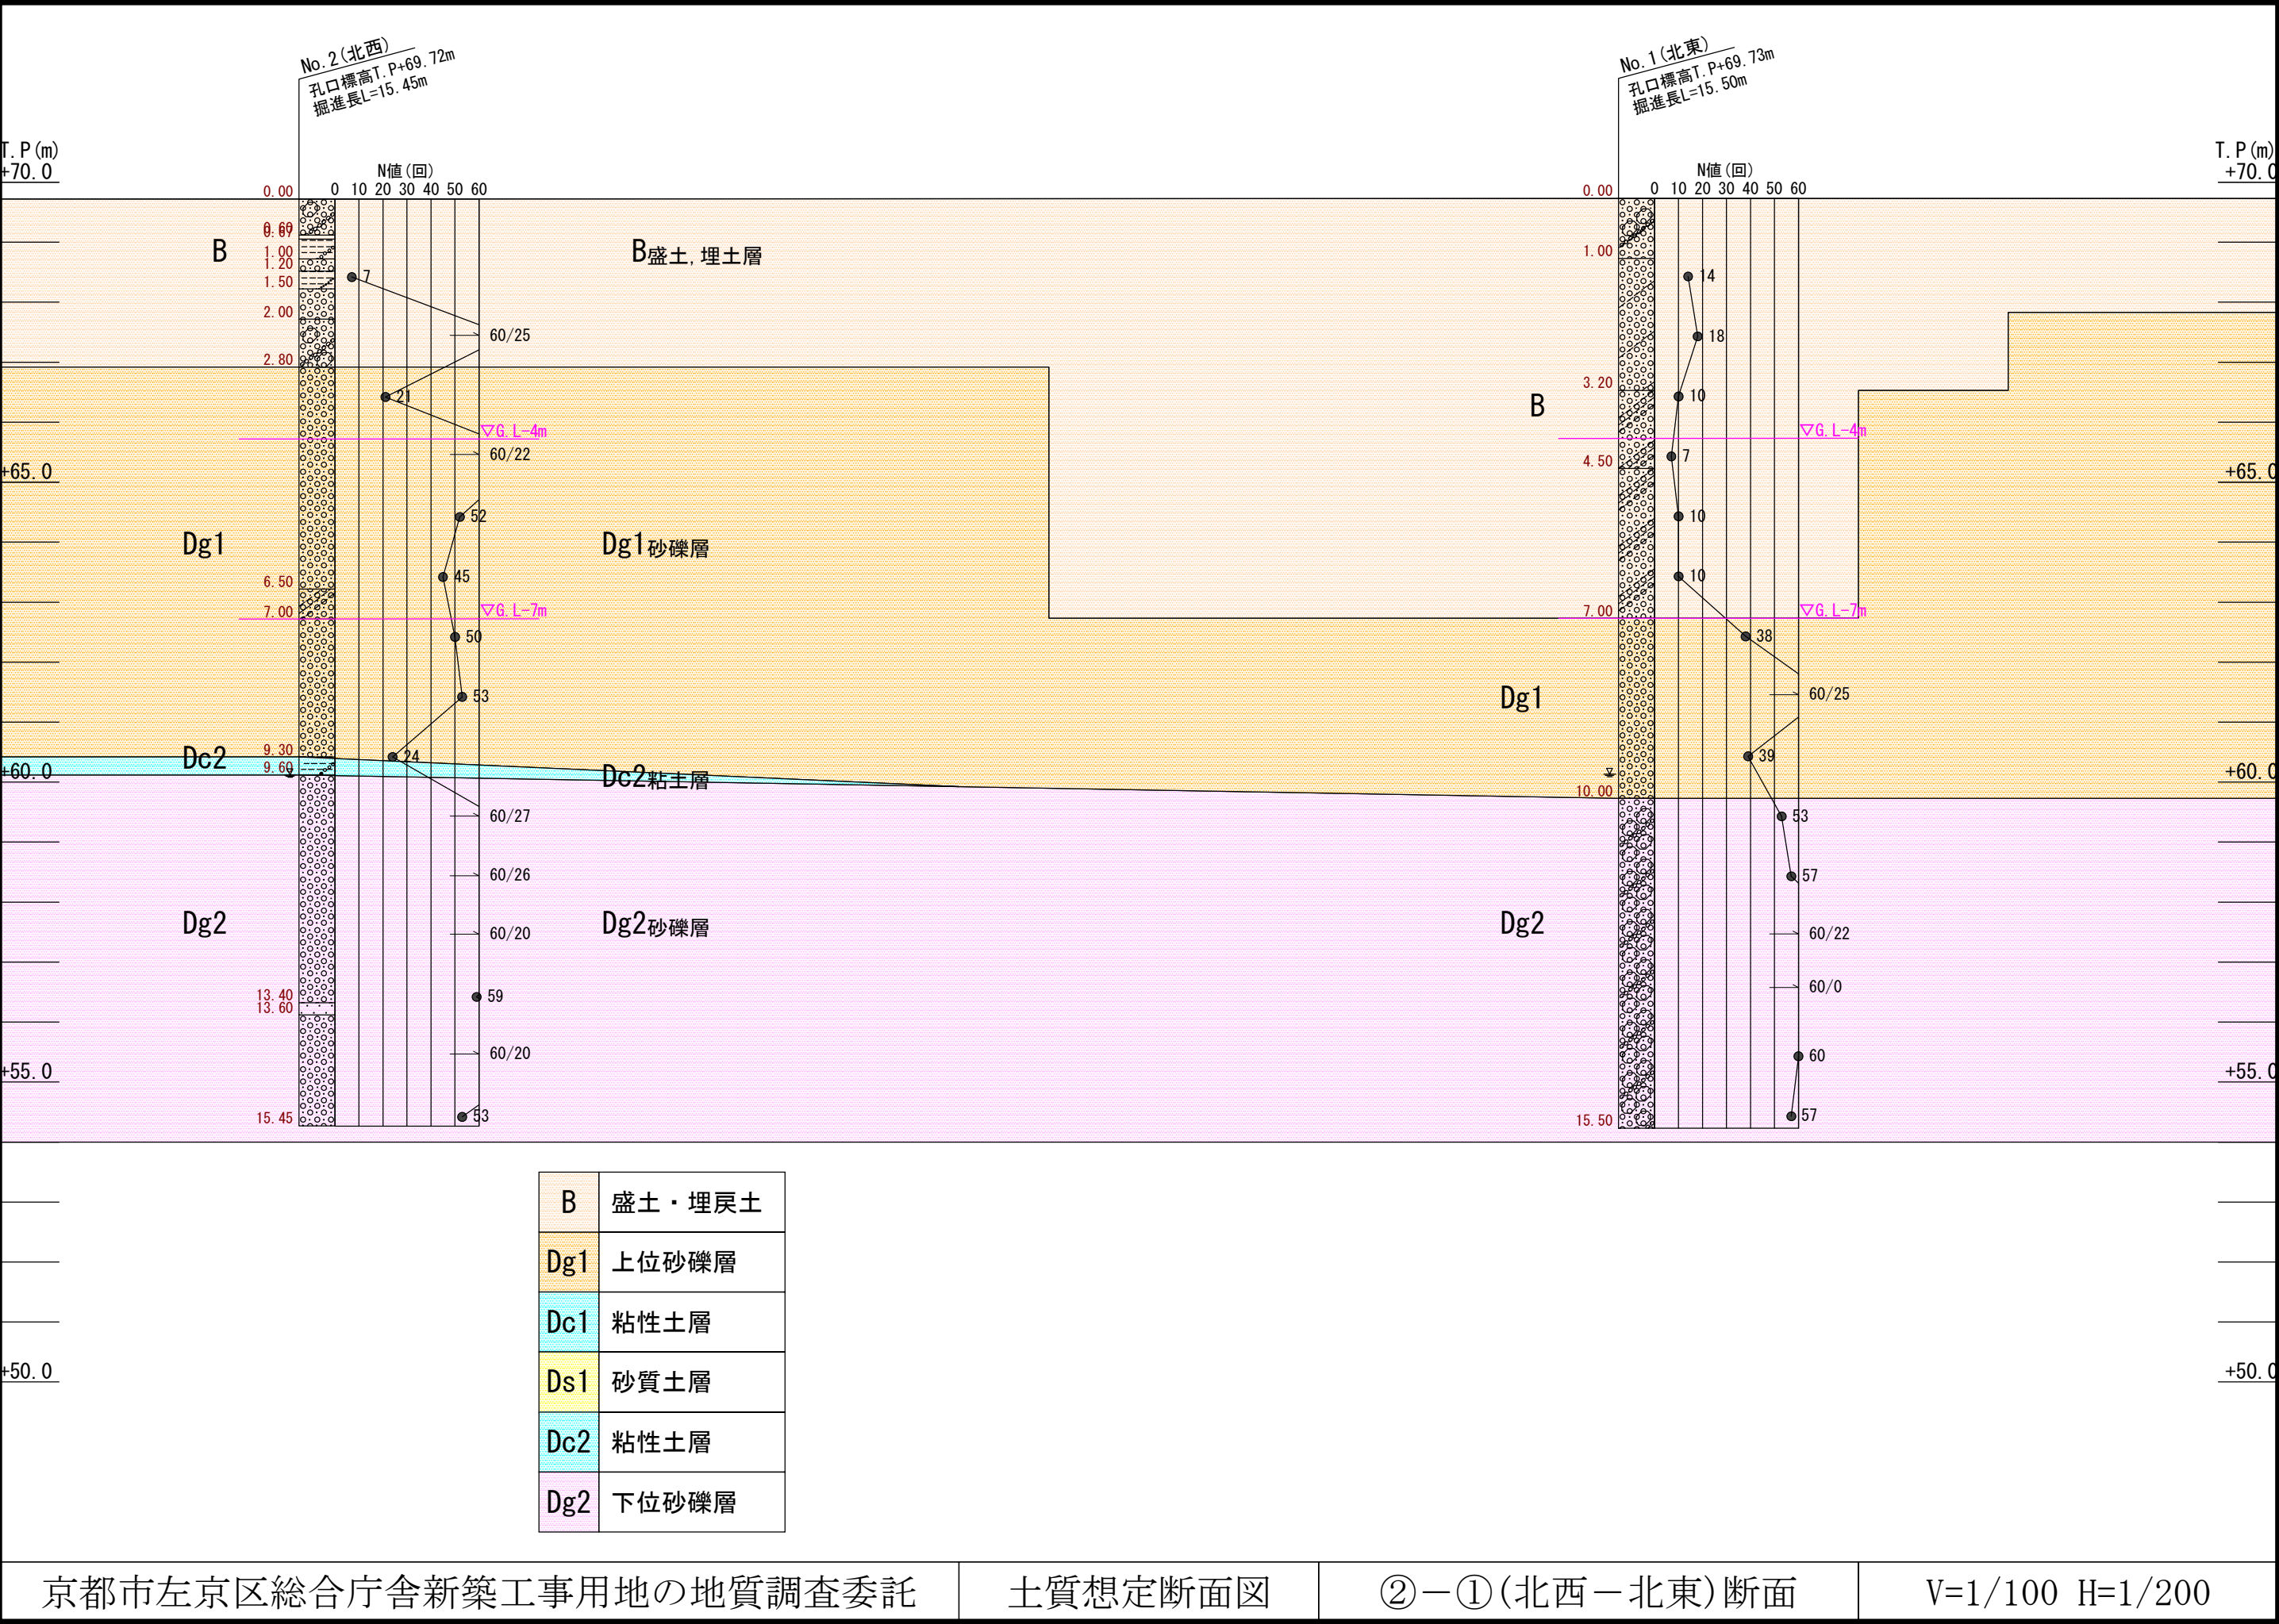 No.2(北西)
孔口標高T.P+69.72m
掘進長L=15.45m
No.1(北東)
孔口標高T.P+69.73m
掘進長L=15.50m
T.P(m)
+70.0
+65.0
+60.0
+55.0
+50.0
N値(回)
0 10 20 30 40 50 60
0.00
0.60
0.67
1.00
1.20
1.50
2.00
2.80
6.50
7.00
9.30
9.60
13.40
13.60
15.45
7
60/25
21
▽G.L-4m
60/22
52
45
▽G.L-7m
50
53
24
60/27
60/26
60/20
59
60/20
53
B
Dg1
Dc2
Dg2
B盛土,埋土層
Dg1砂礫層
Dc2粘土層
Dg2砂礫層
N値(回)
0 10 20 30 40 50 60
0.00
1.00
3.20
4.50
7.00
10.00
15.50
14
18
10
▽G.L-4m
7
10
10
▽G.L-7m
38
60/25
39
53
57
60/22
60/0
60
57
B
Dg1
Dg2
T.P(m)
+70.0
+65.0
+60.0
+55.0
+50.0
B 盛土・埋戻土
Dg1 上位砂礫層
Dc1 粘性土層
Ds1 砂質土層
Dc2 粘性土層
Dg2 下位砂礫層
京都市左京区総合庁舎新築工事用地の地質調査委託 土質想定断面図 ②－①(北西－北東)断面 V=1/100 H=1/200